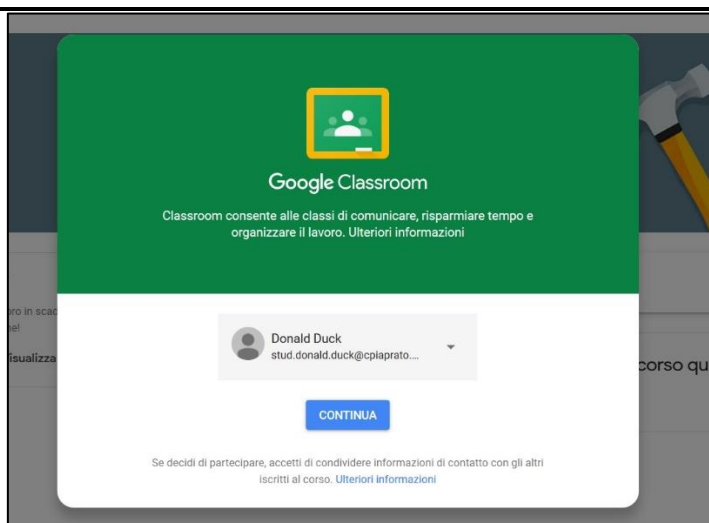 Google Classroom
Classroom consente alle classi di comunicare, risparmiare tempo e
organizzare il lavoro. Ulteriori informazioni
Donald Duck
stud.donald.duck@cpiaprato....
CONTINUA
Se decidi di partecipare, accetti di condividere informazioni di contatto con gli altri
iscritti al corso. Ulteriori informazioni
oro in scad
ne!
isualizza
corso qu